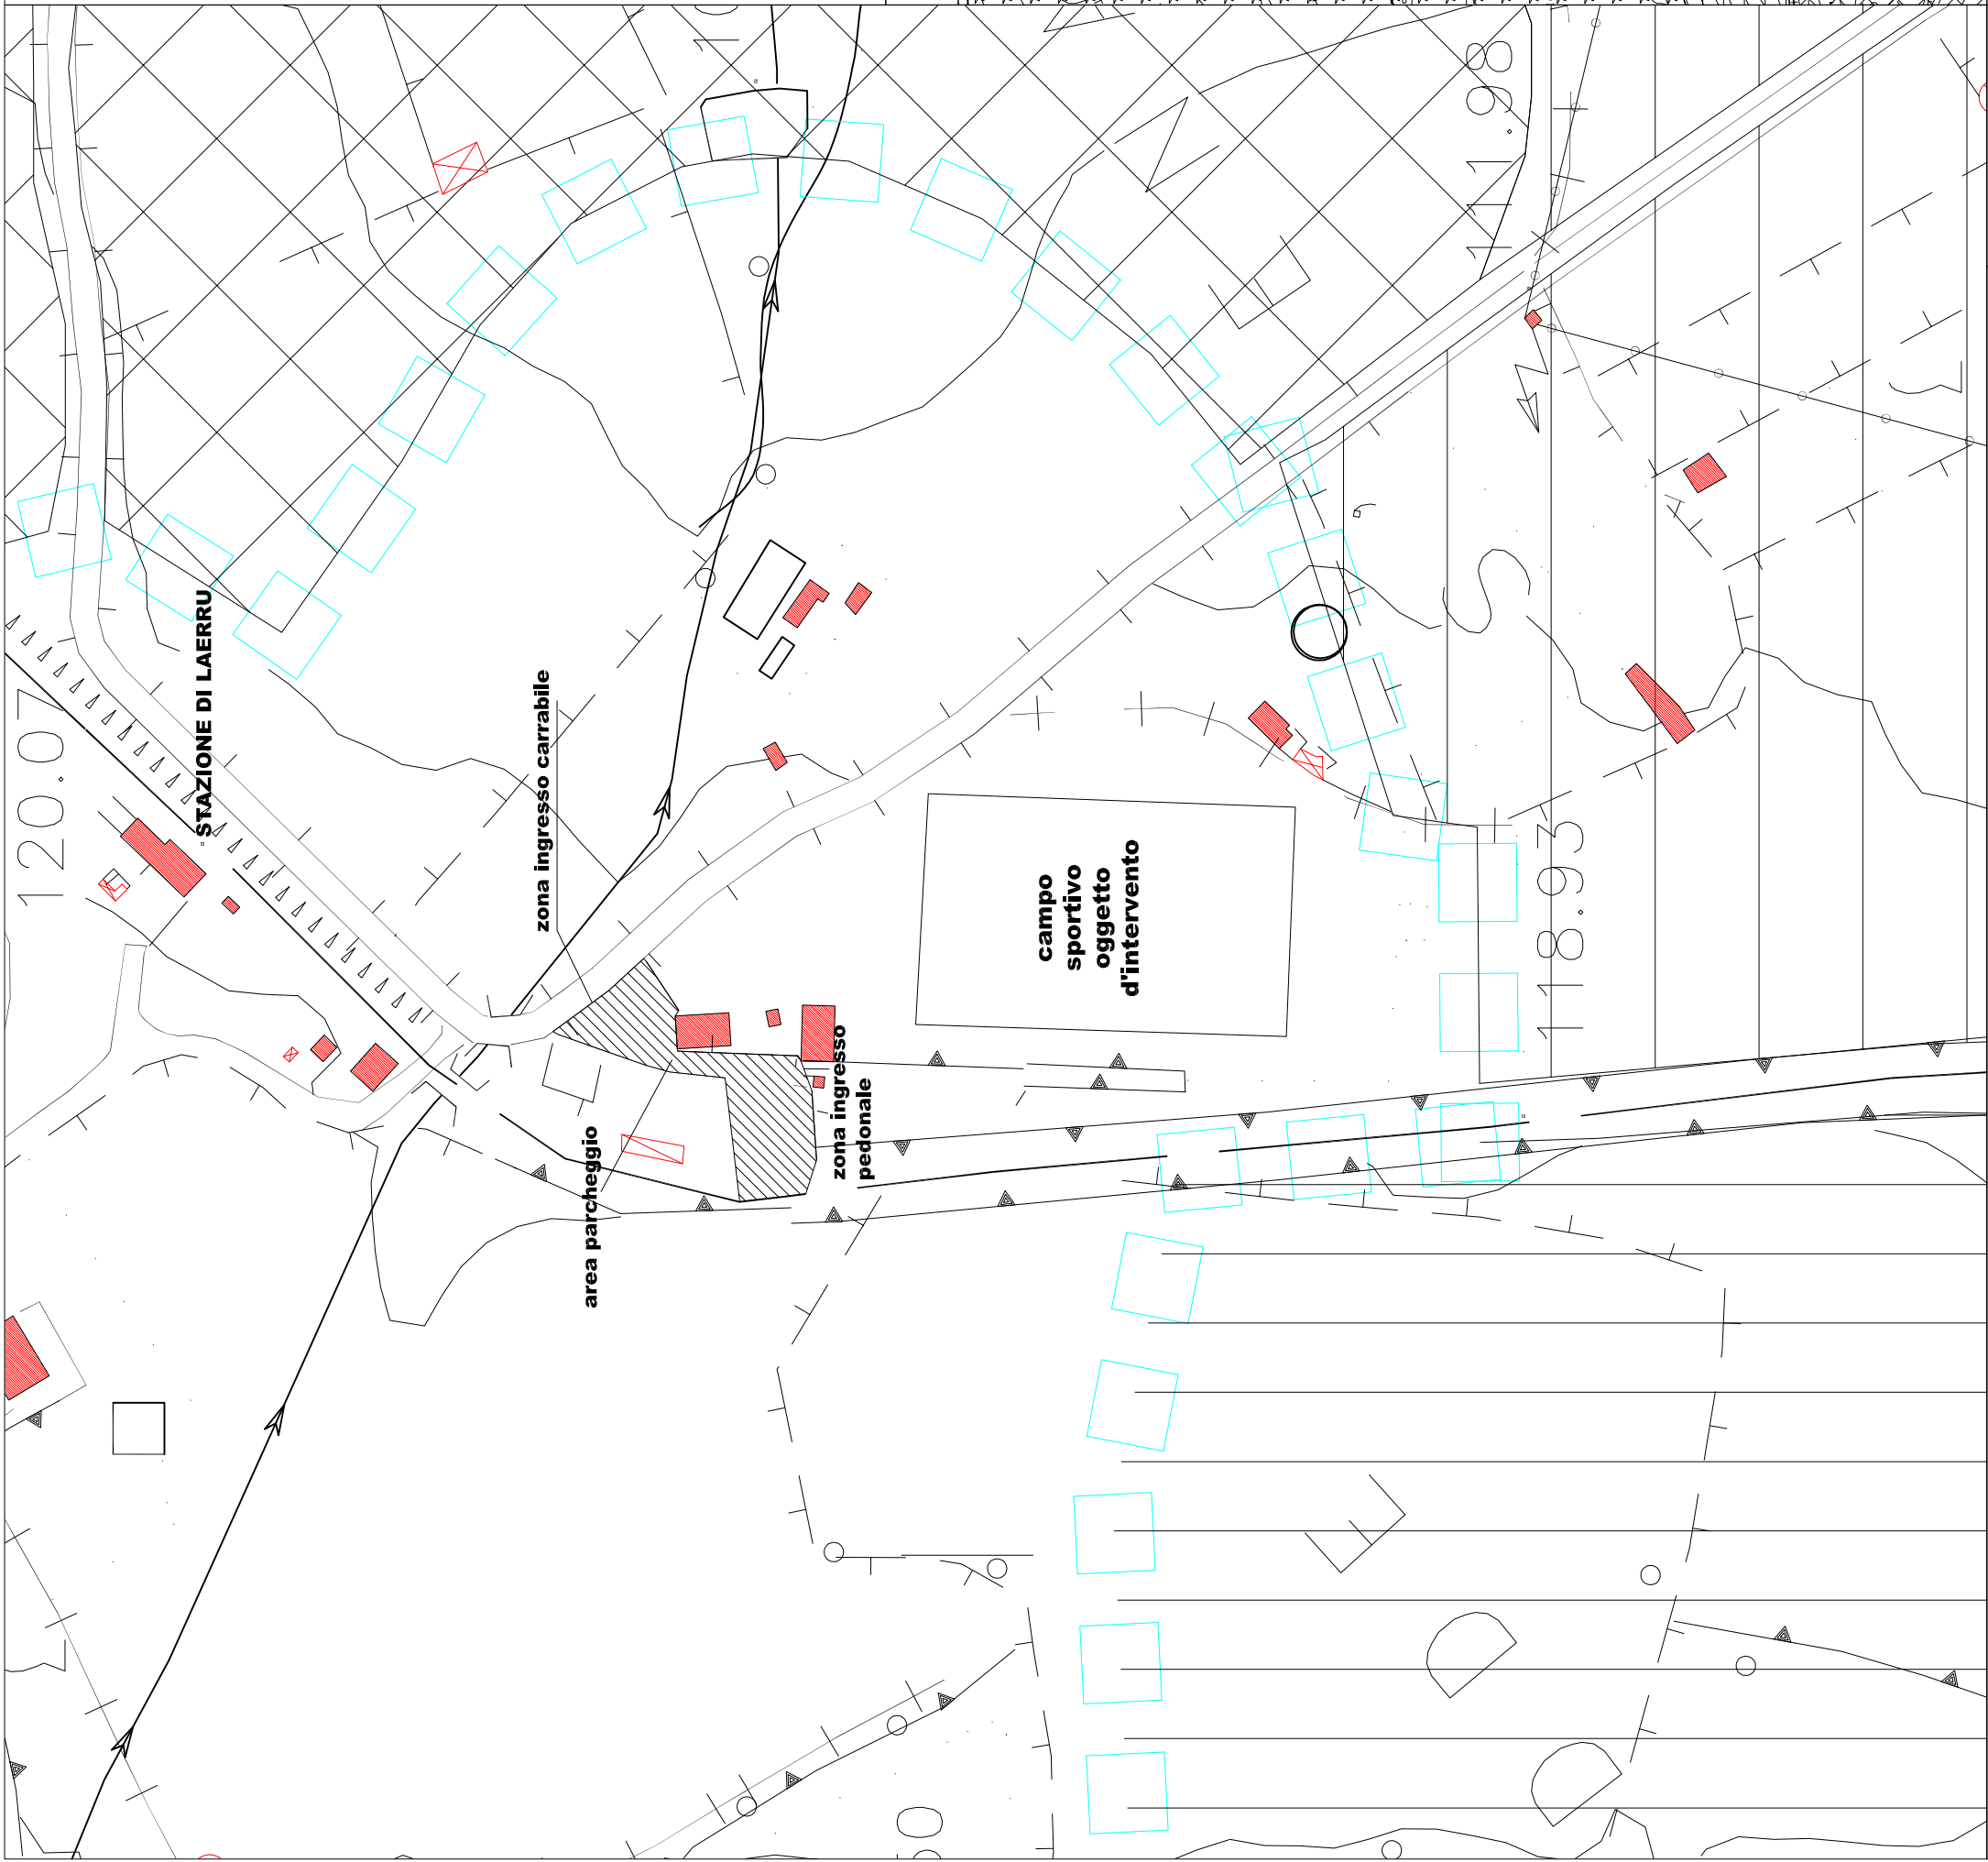 STAZIONE DI LAERRU
120.07
zona ingresso carrabile
area parcheggio
zona ingresso
pedonale
campo
sportivo
oggetto
d'intervento
118.93